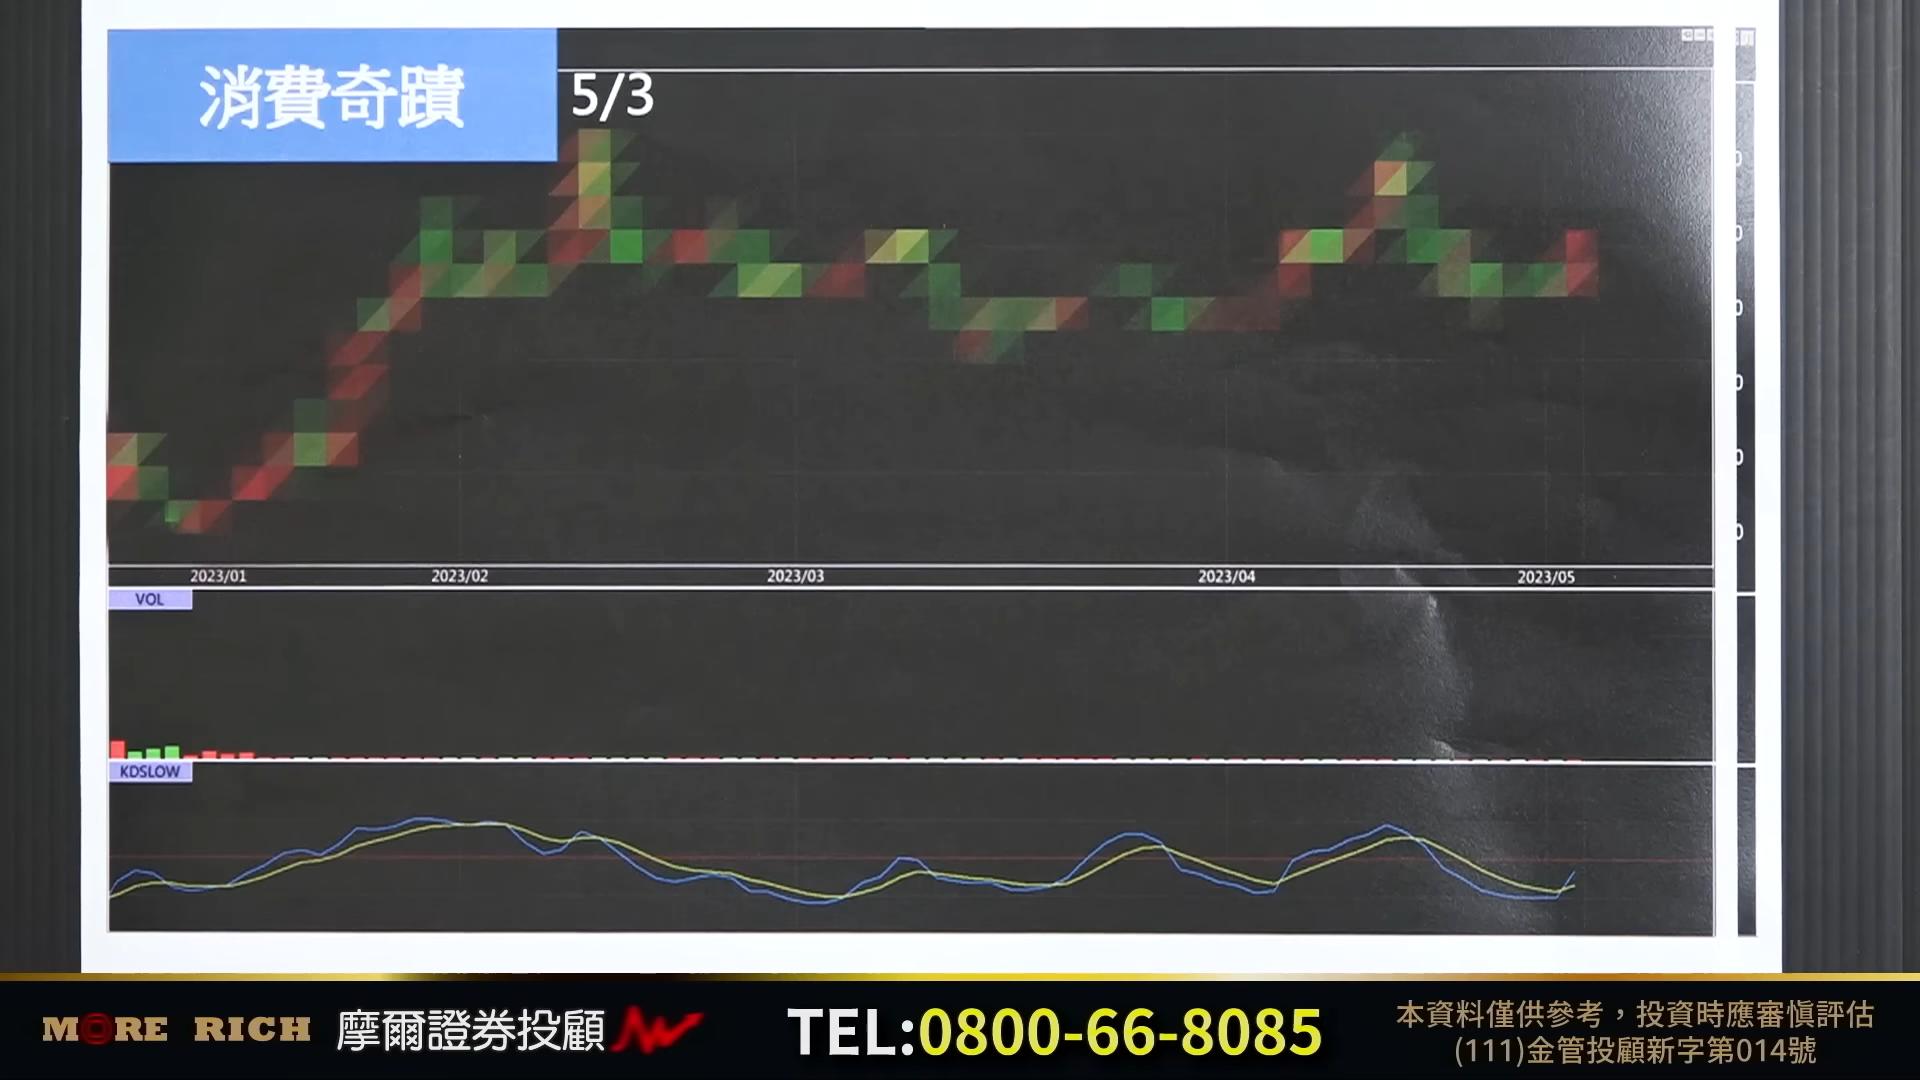 消費奇蹟
5/3
2023/01 2023/02 2023/03 2023/04 2023/05
VOL
KDSLOW
MORE RICH 摩爾證券投顧 TEL:0800-66-8085
本資料僅供參考，投資時應審慎評估
(111)金管投顧新字第014號